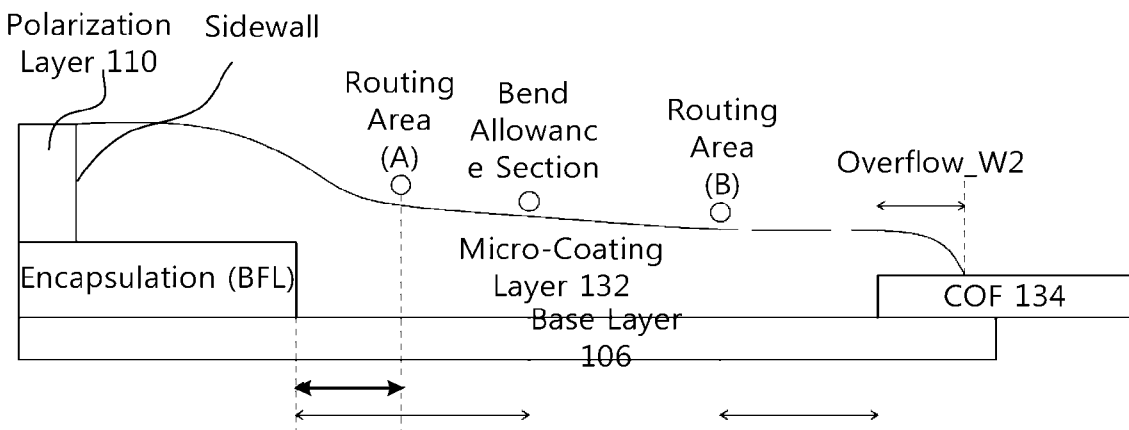 Polarization
Layer 110
Sidewall
Routing
Area
(A)
Bend
Allowanc
e Section
Routing
Area
(B)
Overflow_W2
Micro-Coating
Layer 132
Encapsulation (BFL)
COF 134
Base Layer
106